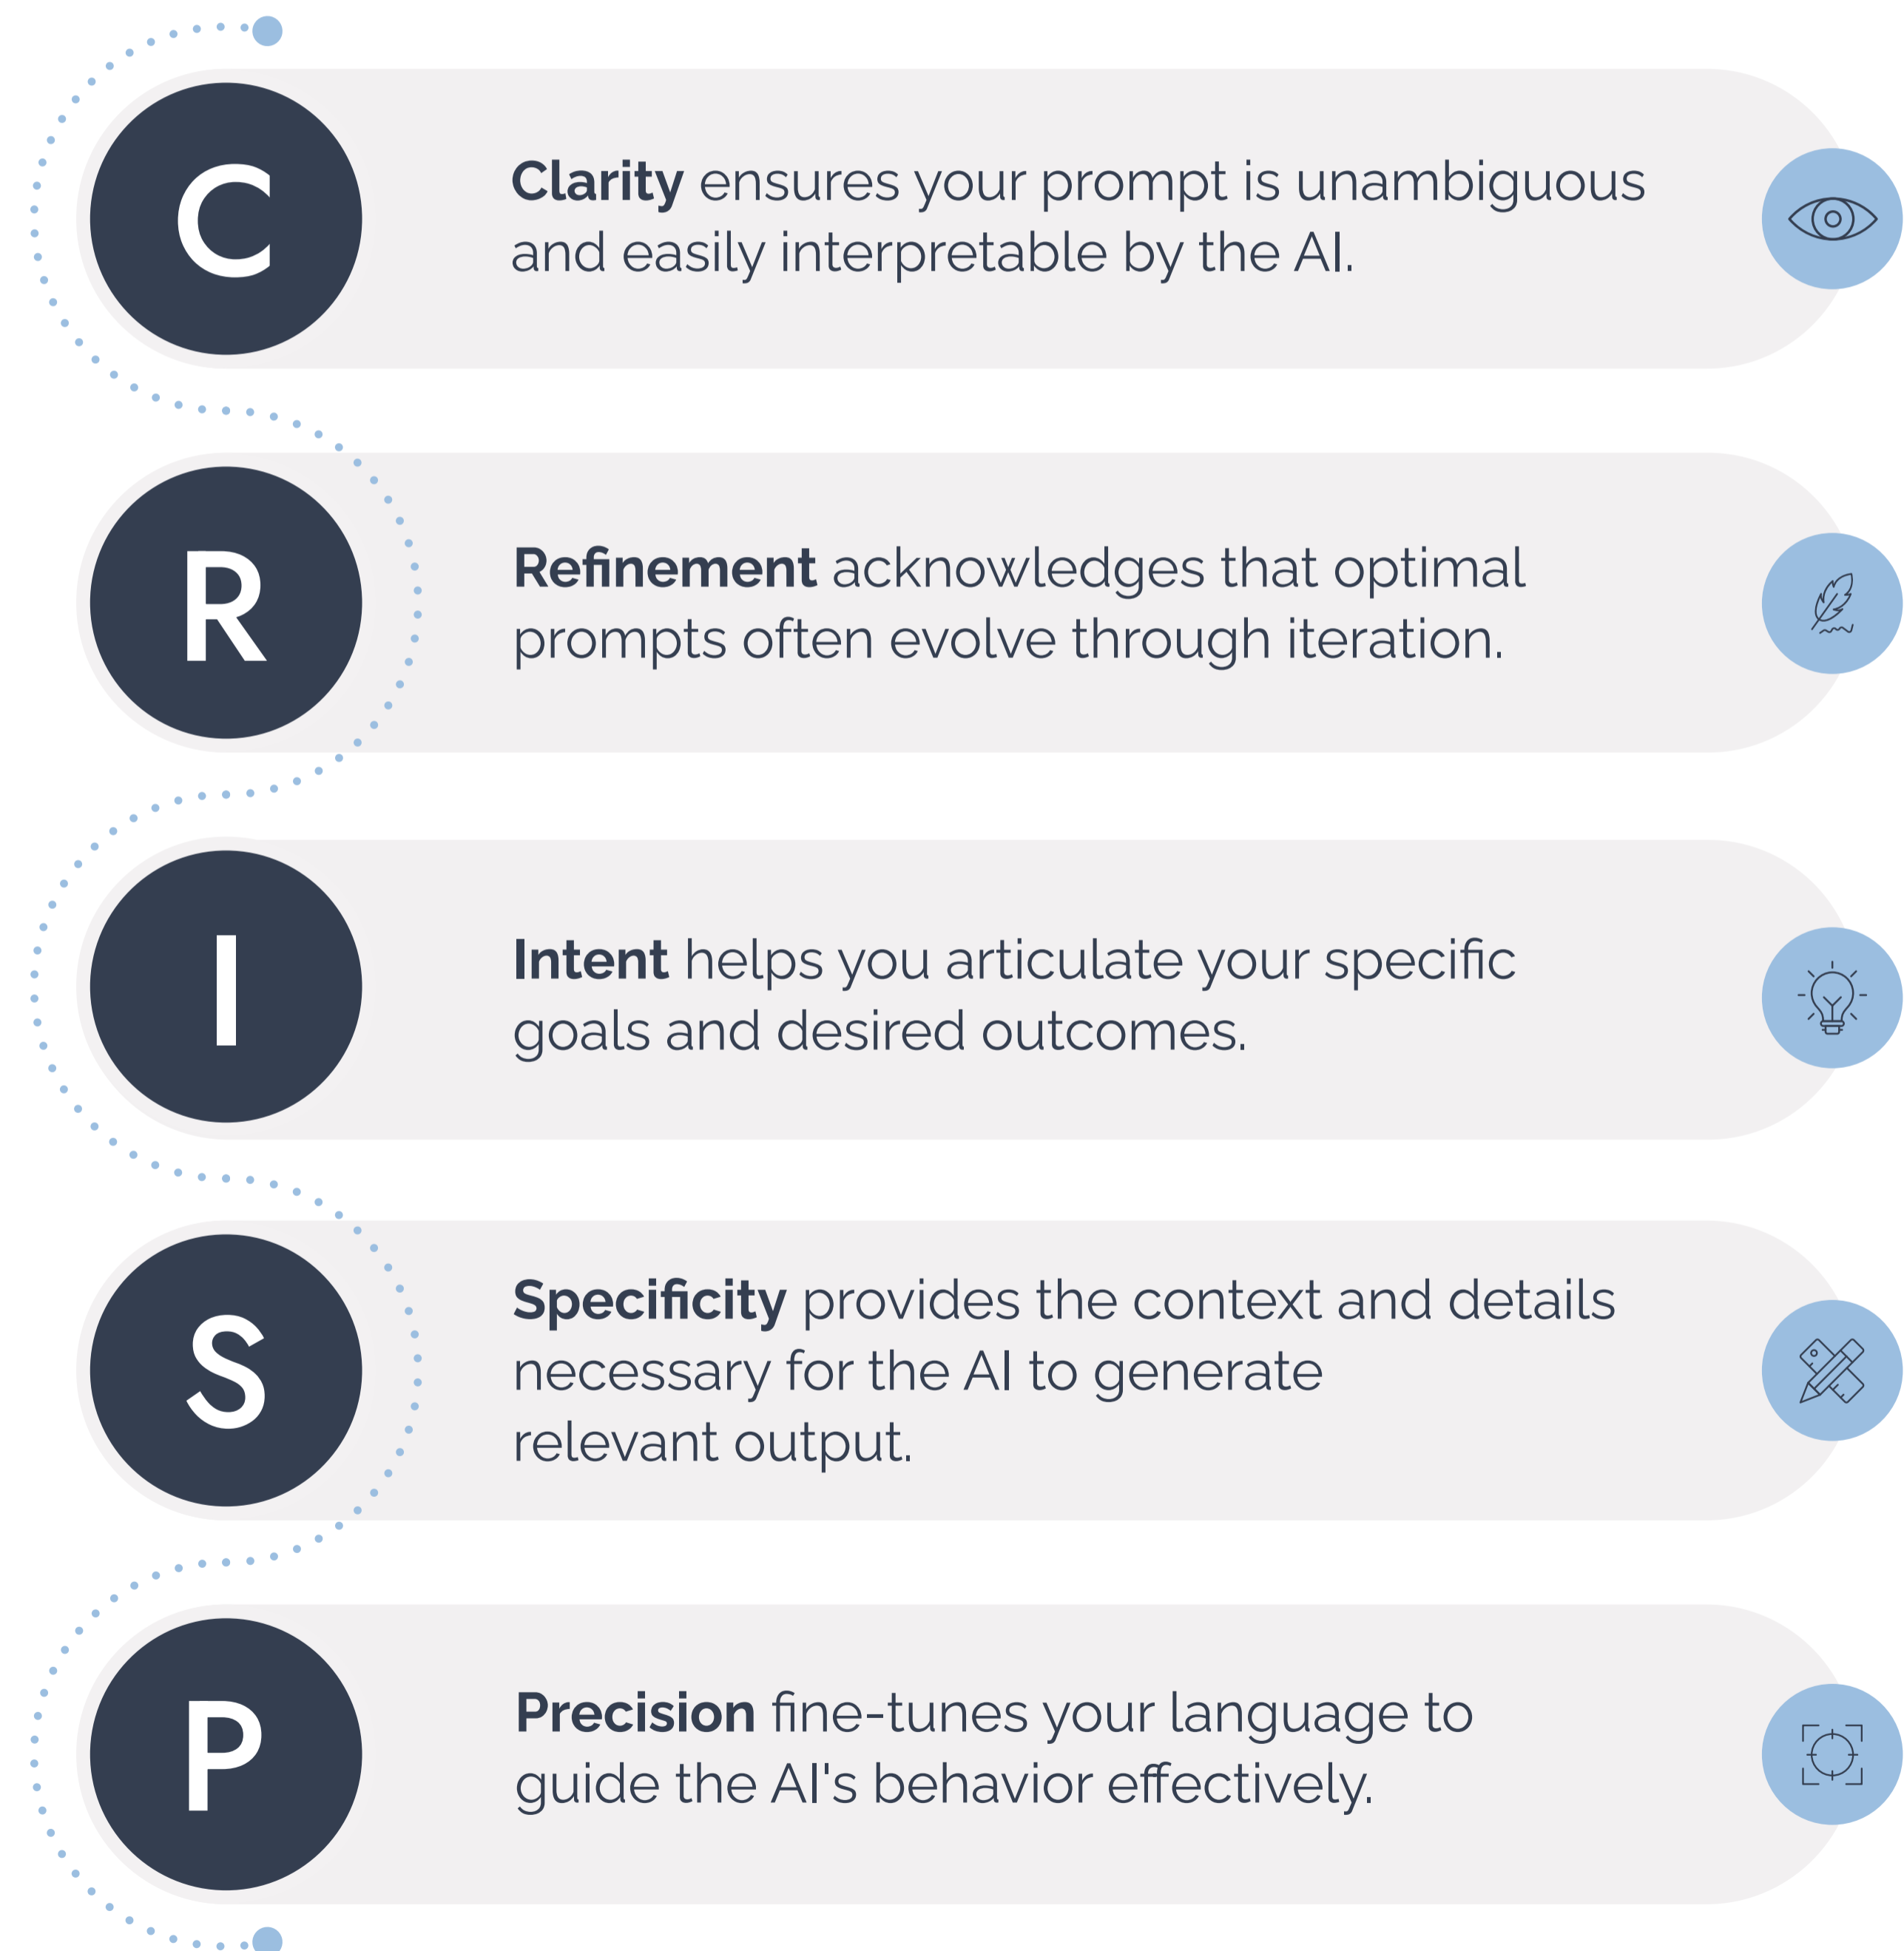 C
Clarity ensures your prompt is unambiguous
and easily interpretable by the AI.
R
Refinement acknowledges that optimal
prompts often evolve through iteration.
I
Intent helps you articulate your specific
goals and desired outcomes.
S
Specificity provides the context and details
necessary for the AI to generate
relevant output.
P
Precision fine-tunes your language to
guide the AI's behavior effectively.